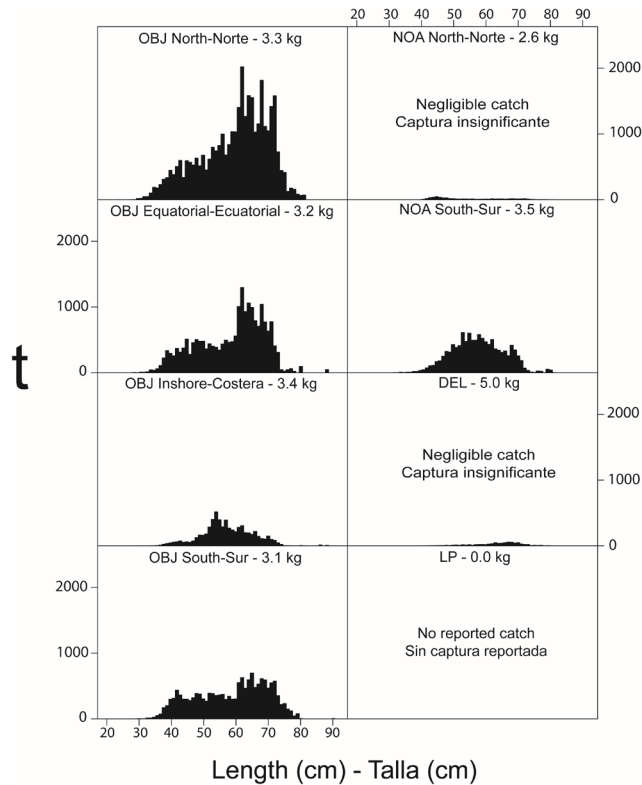 20 30 40 50 60 70 80 90
OBJ North-Norte - 3.3 kg
NOA North-Norte - 2.6 kg
2000
Negligible catch
Captura insignificante
1000
0
OBJ Equatorial-Ecuatorial - 3.2 kg
NOA South-Sur - 3.5 kg
2000
1000
0
t
OBJ Inshore-Costera - 3.4 kg
DEL - 5.0 kg
2000
Negligible catch
Captura insignificante
1000
0
OBJ South-Sur - 3.1 kg
LP - 0.0 kg
2000
No reported catch
Sin captura reportada
1000
0
20 30 40 50 60 70 80 90
Length (cm) - Talla (cm)